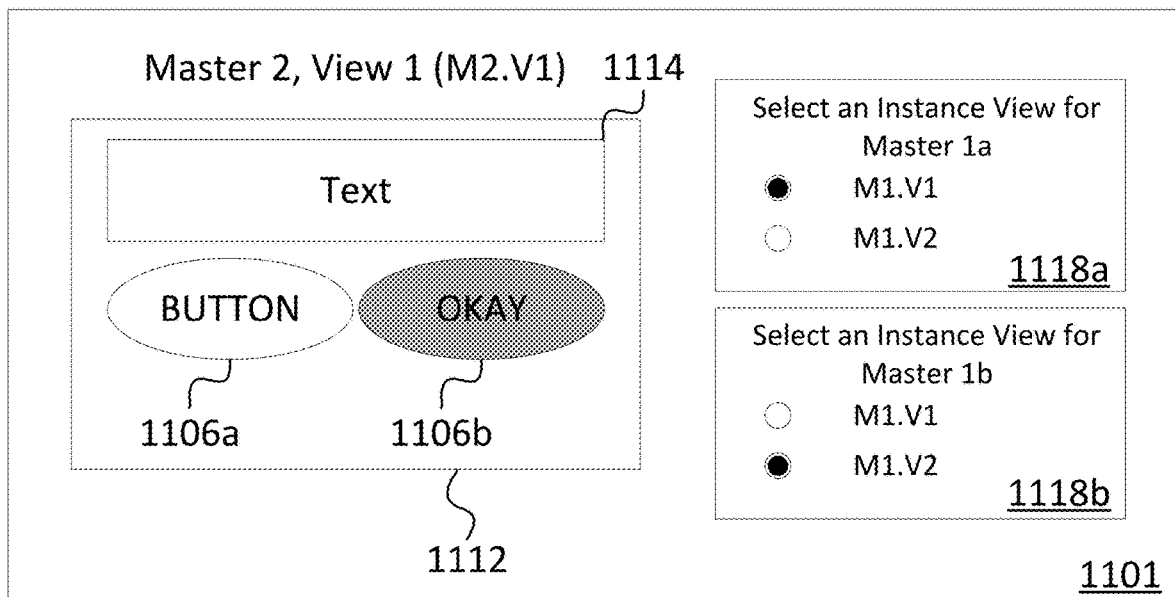 Master 2, View 1 (M2.V1) 1114
Text
BUTTON OKAY
1106a 1106b
1112
Select an Instance View for
Master 1a
M1.V1
M1.V2
1118a
Select an Instance View for
Master 1b
M1.V1
M1.V2
1118b
1101